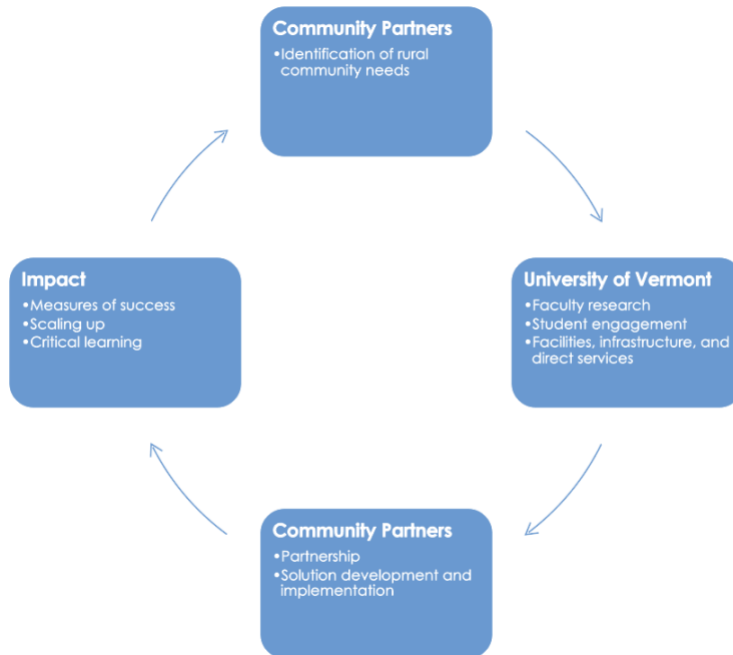 Community Partners
•Identification of rural
community needs
University of Vermont
•Faculty research
•Student engagement
•Facilities, infrastructure, and
direct services
Community Partners
•Partnership
•Solution development and
implementation
Impact
•Measures of success
•Scaling up
•Critical learning